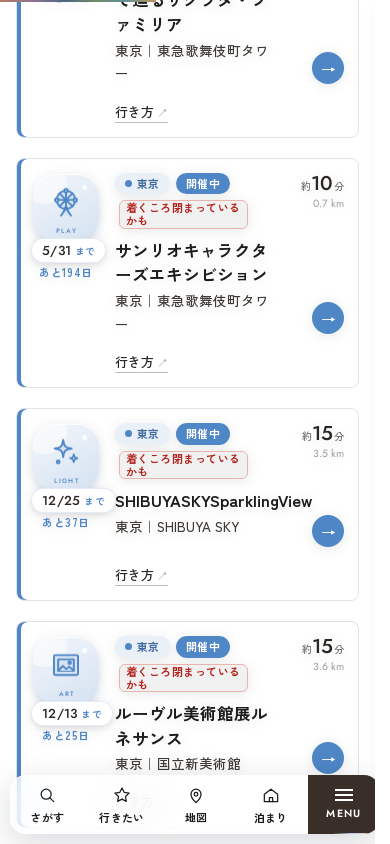 ァミリア
東京｜東急歌舞伎町タワ
ー
→
行き方 ↗
PLAY
5/31 まで
あと194日
東京 開催中
約10分
0.7 km
着くころ閉まっている
かも
サンリオキャラクタ
ーズエキシビション
東京｜東急歌舞伎町タワ
ー
→
行き方 ↗
LIGHT
12/25 まで
あと37日
東京 開催中
約15分
3.5 km
着くころ閉まっている
かも
SHIBUYASKYSparklingView
東京｜SHIBUYA SKY
→
行き方 ↗
ART
12/13 まで
あと25日
東京 開催中
約15分
3.6 km
着くころ閉まっている
かも
ルーヴル美術館展ル
ネサンス
東京｜国立新美術館
→
さがす 行きたい 地図 泊まり MENU